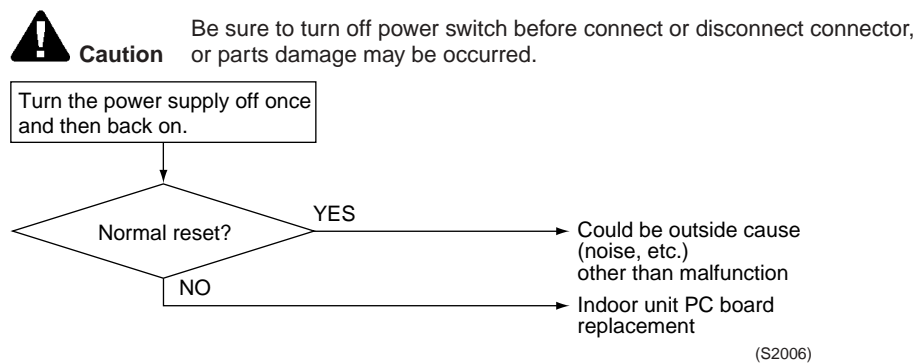 Be sure to turn off power switch before connect or disconnect connector,
Caution or parts damage may be occurred.
Turn the power supply off once
and then back on.
Normal reset?
YES
Could be outside cause
(noise, etc.)
other than malfunction
NO
Indoor unit PC board
replacement
(S2006)